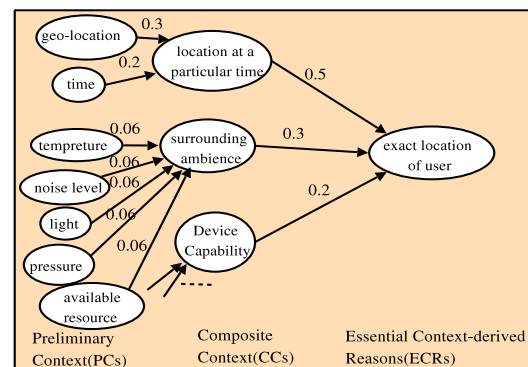 geo-location
0.3
time
0.2
location at a
particular time
0.5
tempreture
0.06
noise level
0.06
light
0.06
pressure
0.06
available
resource
0.06
surrounding
ambience
0.3
Device
Capability
0.2
exact location
of user
Preliminary
Context(PCs)
Composite
Context(CCs)
Essential Context-derived
Reasons(ECRs)